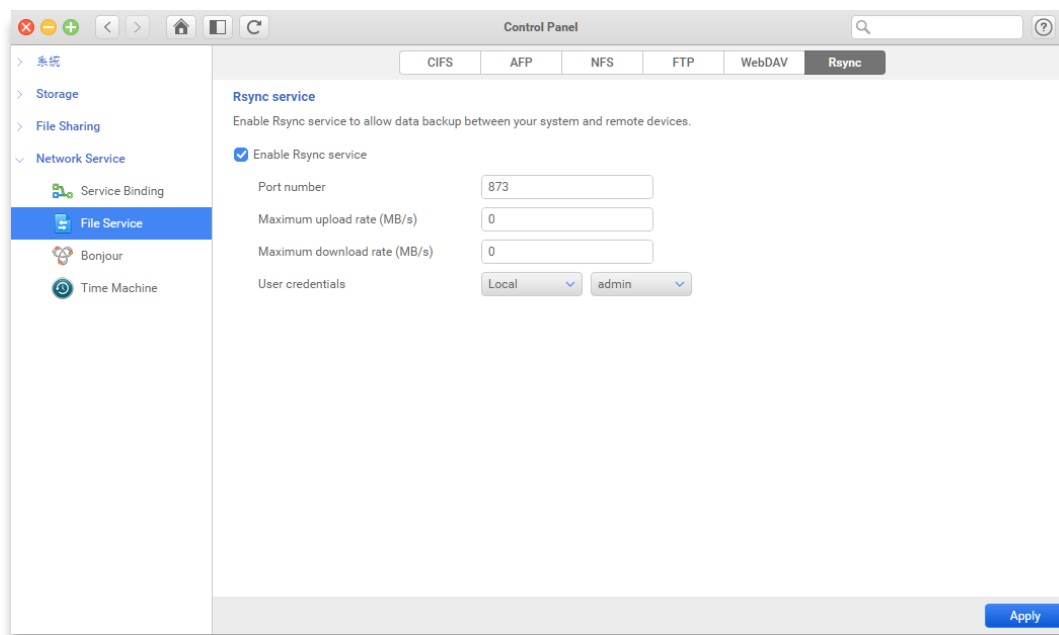 Control Panel
系統
Storage
File Sharing
Network Service
Service Binding
File Service
Bonjour
Time Machine
CIFS AFP NFS FTP WebDAV Rsync
Rsync service
Enable Rsync service to allow data backup between your system and remote devices.
Enable Rsync service
Port number 873
Maximum upload rate (MB/s) 0
Maximum download rate (MB/s) 0
User credentials Local admin
Apply